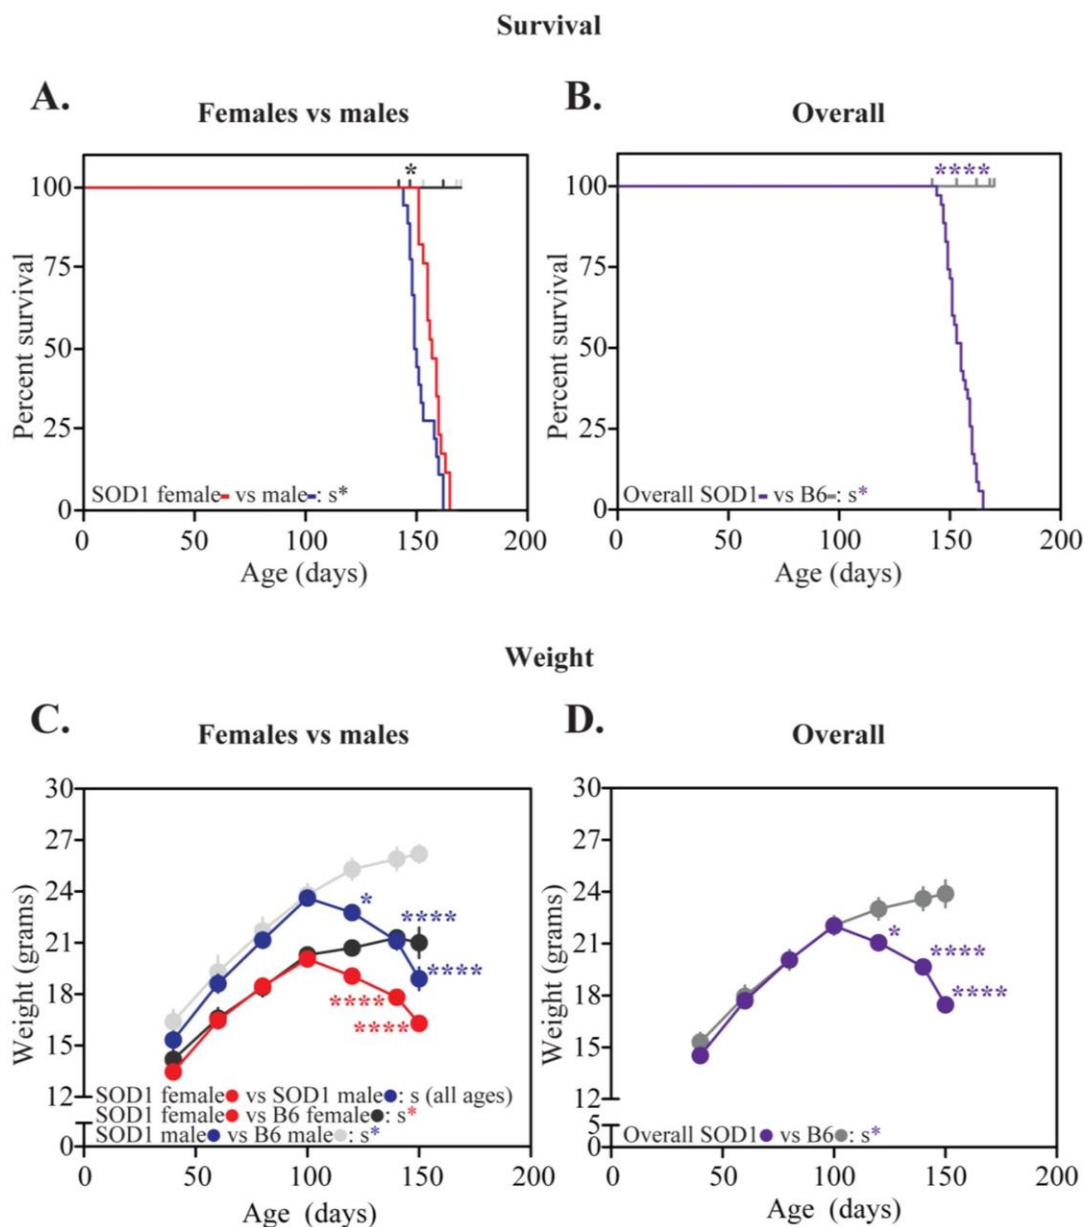 Survival
A.
Females vs males
*
Percent survival
100
75
50
25
0
SOD1 female vs male: s*
0 50 100 150 200
Age (days)
B.
Overall
****
Percent survival
100
75
50
25
0
Overall SOD1 vs B6: s*
0 50 100 150 200
Age (days)
Weight
C.
Females vs males
Weight (grams)
30
27
24
21
18
15
12
0
*
****
****
****
****
SOD1 female vs SOD1 male: s (all ages)
SOD1 female vs B6 female: s*
SOD1 male vs B6 male: s*
0 50 100 150 200
Age (days)
D.
Overall
Weight (grams)
30
27
24
21
18
15
12
5
0
*
****
****
Overall SOD1 vs B6: s*
0 50 100 150 200
Age (days)